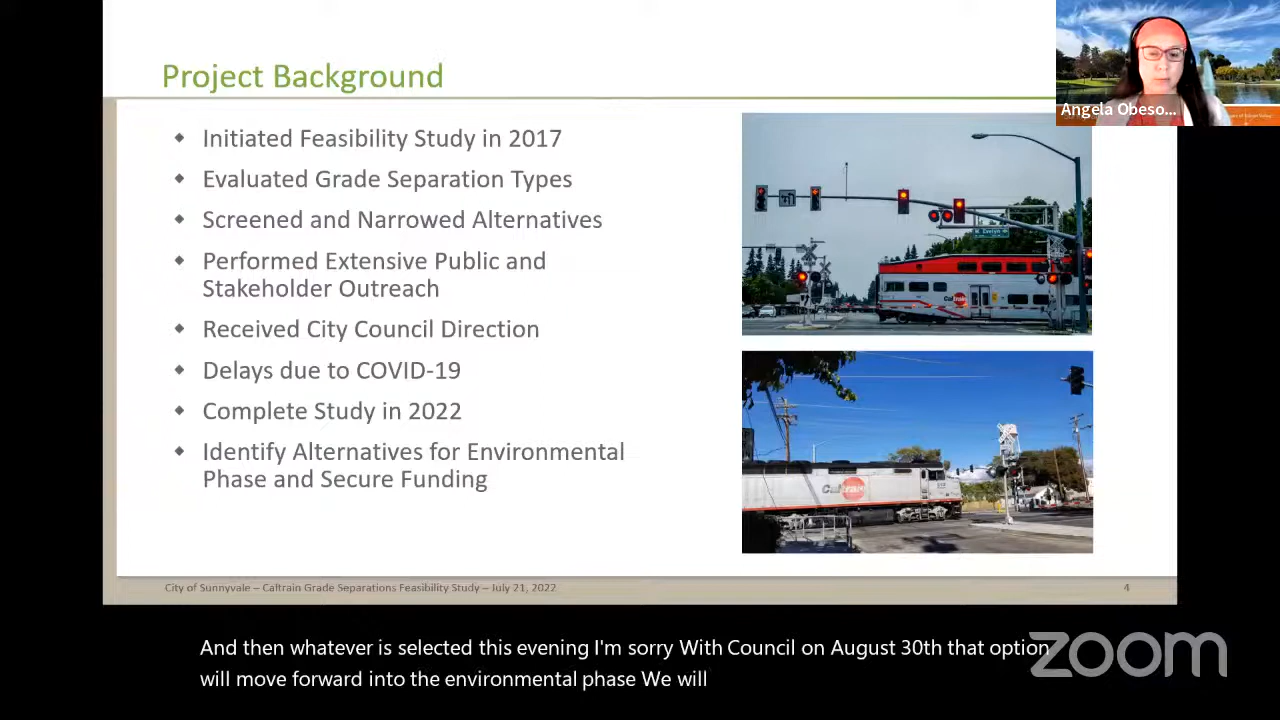 Project Background
Initiated Feasibility Study in 2017
Evaluated Grade Separation Types
Screened and Narrowed Alternatives
Performed Extensive Public and
Stakeholder Outreach
Received City Council Direction
Delays due to COVID-19
Complete Study in 2022
Identify Alternatives for Environmental
Phase and Secure Funding
Angela Obeso...
W. Evelyn
Caltrain
Caltrain
City of Sunnyvale – Caltrain Grade Separations Feasibility Study – July 21, 2022
4
And then whatever is selected this evening I'm sorry With Council on August 30th that option
will move forward into the environmental phase We will
zoom